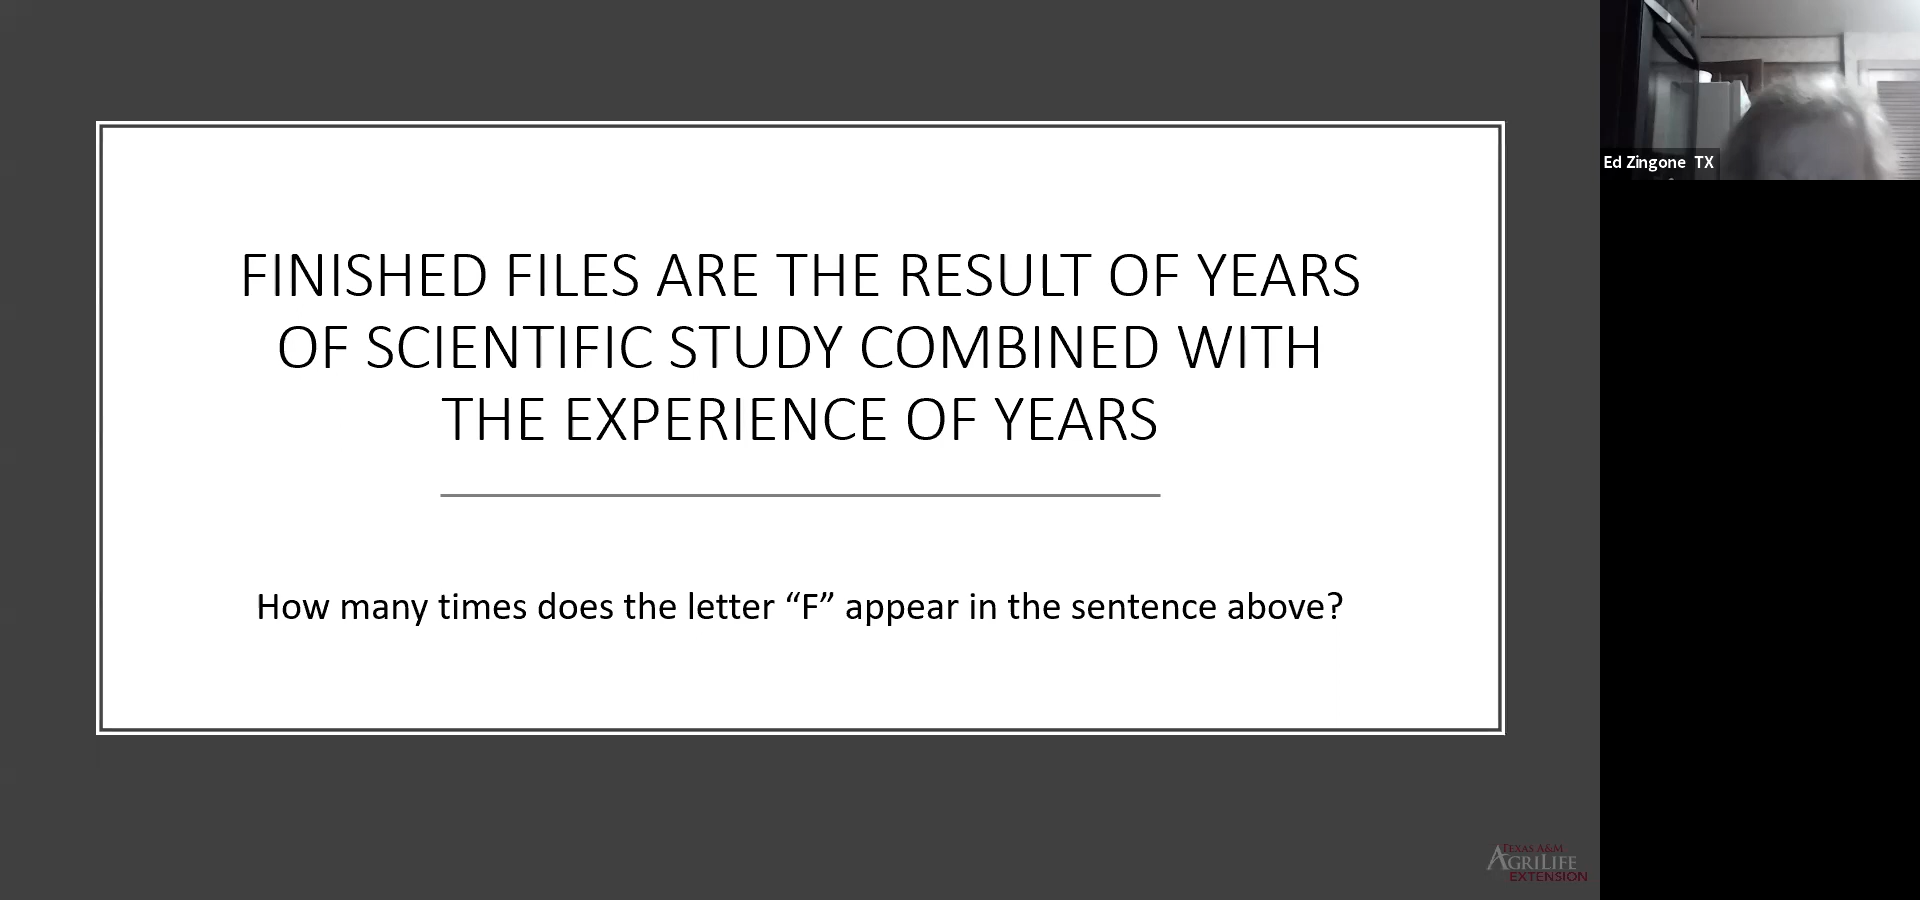 FINISHED FILES ARE THE RESULT OF YEARS
OF SCIENTIFIC STUDY COMBINED WITH
THE EXPERIENCE OF YEARS
How many times does the letter “F” appear in the sentence above?
Ed Zingone TX
TEXAS A&M
AGRILIFE
EXTENSION